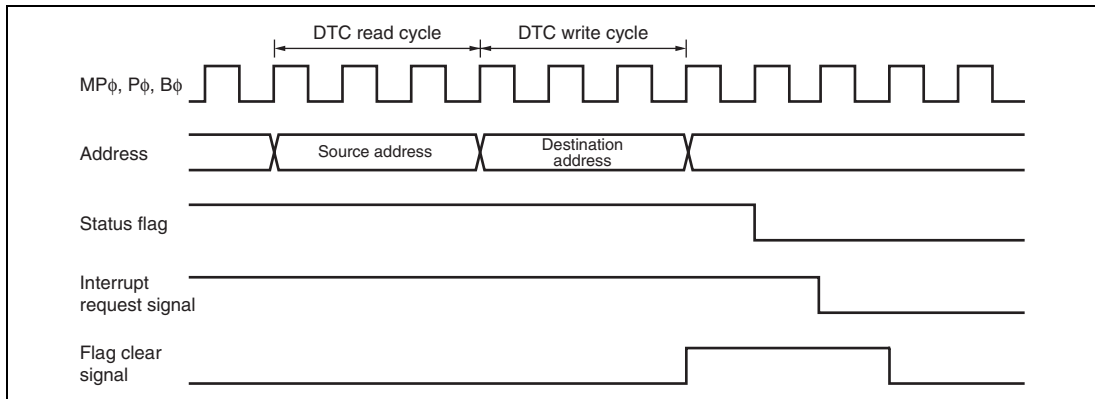 DTC read cycle DTC write cycle
MPϕ, Pϕ, Bϕ
Address
Source address
Destination
address
Status flag
Interrupt
request signal
Flag clear
signal